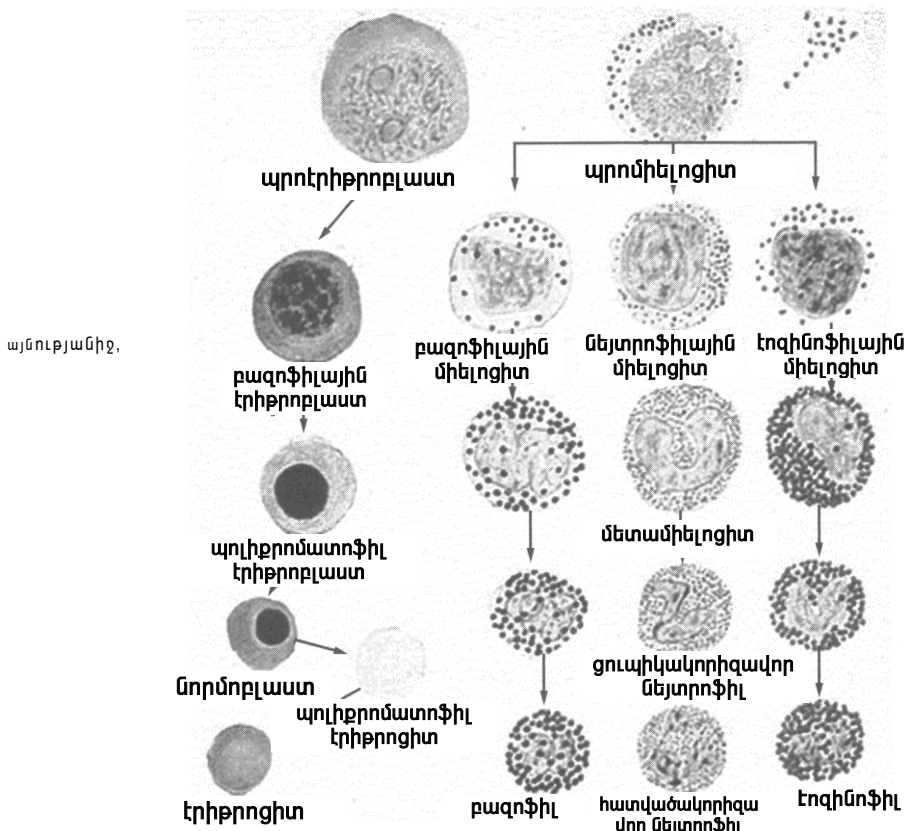 պրոէրիթրոբլաստ
պրոմիելոցիտ
այնությանիջ,
բազոֆիլային
էրիթրոբլաստ
բազոֆիլային
միելոցիտ
նեյտրոֆիլային
միելոցիտ
էոզինոֆիլային
միելոցիտ
պոլիքրոմատոֆիլ
էրիթրոբլաստ
մետամիելոցիտ
նորմոբլաստ
պոլիքրոմատոֆիլ
էրիթրոցիտ
ցուպիկակորիզավոր
նեյտրոֆիլ
էրիթրոցիտ
բազոֆիլ
հատվածակորիզա
վոր նեյտրոֆիլ
էոզինոֆիլ